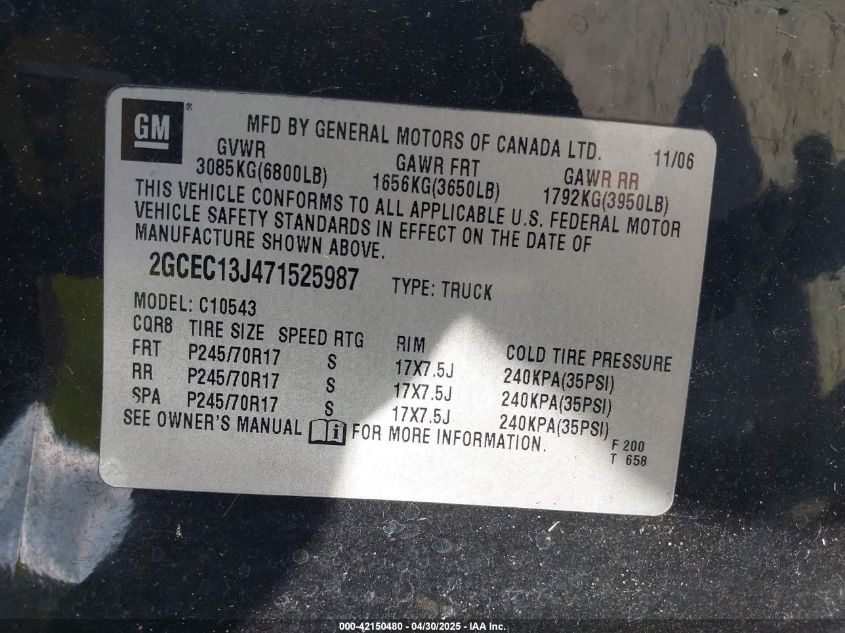 GM ®
MFD BY GENERAL MOTORS OF CANADA LTD. 11/06
GVWR GAWR FRT GAWR RR
3085KG(6800LB) 1656KG(3650LB) 1792KG(3950LB)
THIS VEHICLE CONFORMS TO ALL APPLICABLE U.S. FEDERAL MOTOR
VEHICLE SAFETY STANDARDS IN EFFECT ON THE DATE OF
MANUFACTURE SHOWN ABOVE.
2GCEC13J471525987 TYPE: TRUCK
MODEL: C10543
CQR8 TIRE SIZE SPEED RTG RIM COLD TIRE PRESSURE
FRT P245/70R17 S 17X7.5J 240KPA(35PSI)
RR P245/70R17 S 17X7.5J 240KPA(35PSI)
SPA P245/70R17 S 17X7.5J 240KPA(35PSI)
SEE OWNER'S MANUAL i FOR MORE INFORMATION.
F 200
T 658
000-42150480 - 04/30/2025 - IAA Inc.